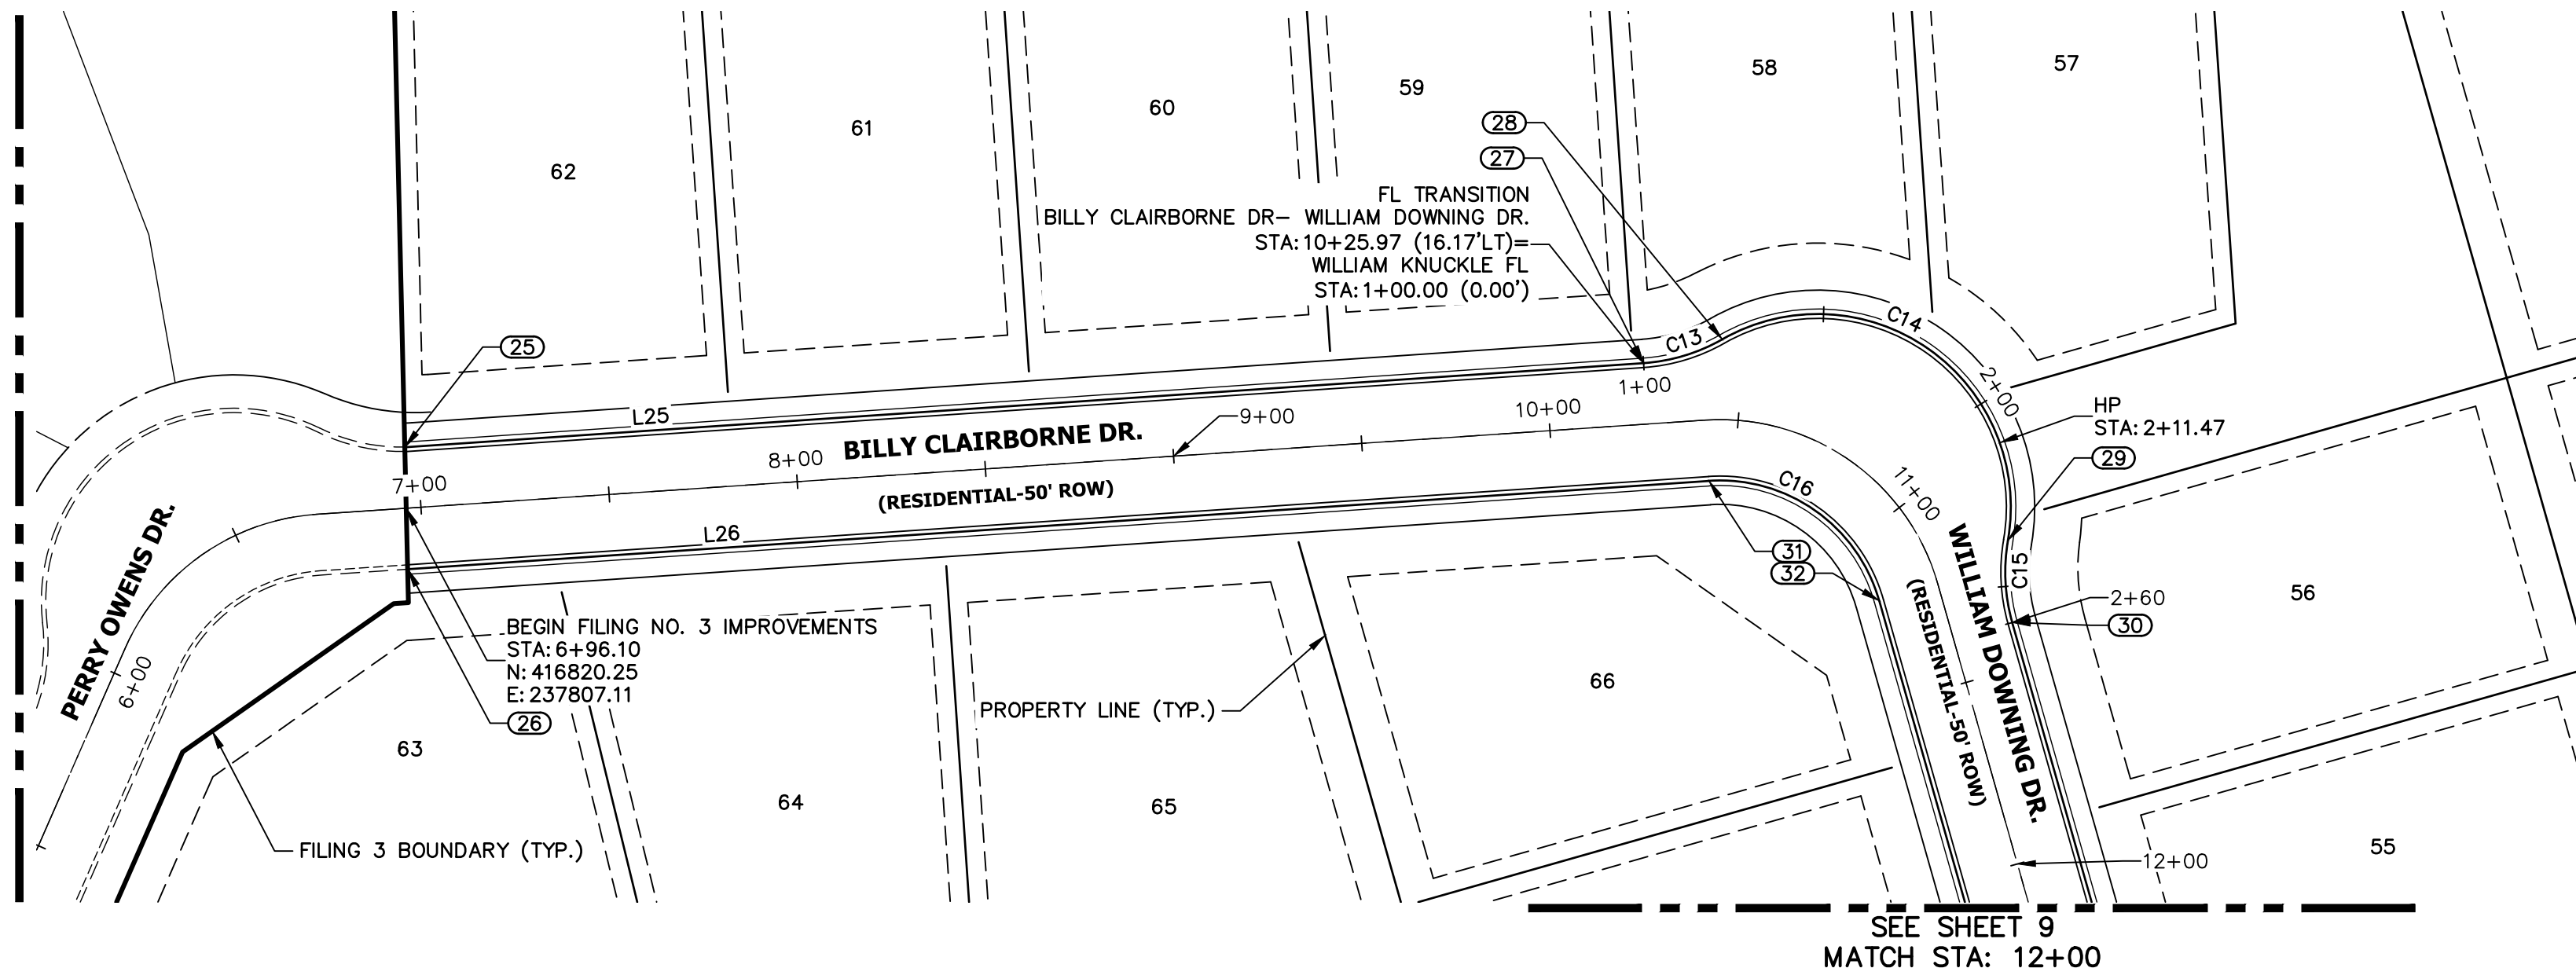 57
58
59
60
61
62
28
27
FL TRANSITION
BILLY CLAIRBORNE DR– WILLIAM DOWNING DR.
STA:10+25.97 (16.17'LT)=
WILLIAM KNUCKLE FL
STA:1+00.00 (0.00')
C13
C14
25
1+00
2+00
HP
STA:2+11.47
29
L25
BILLY CLAIRBORNE DR.
9+00
10+00
8+00
7+00
(RESIDENTIAL-50' ROW)
C16
11+00
L26
31
32
C15
2+60
30
56
PERRY OWENS DR.
6+00
BEGIN FILING NO. 3 IMPROVEMENTS
STA:6+96.10
N:416820.25
E:237807.11
26
PROPERTY LINE (TYP.)
66
WILLIAM DOWNING DR.
(RESIDENTIAL-50' ROW)
63
64
65
FILING 3 BOUNDARY (TYP.)
12+00
55
SEE SHEET 9
MATCH STA: 12+00